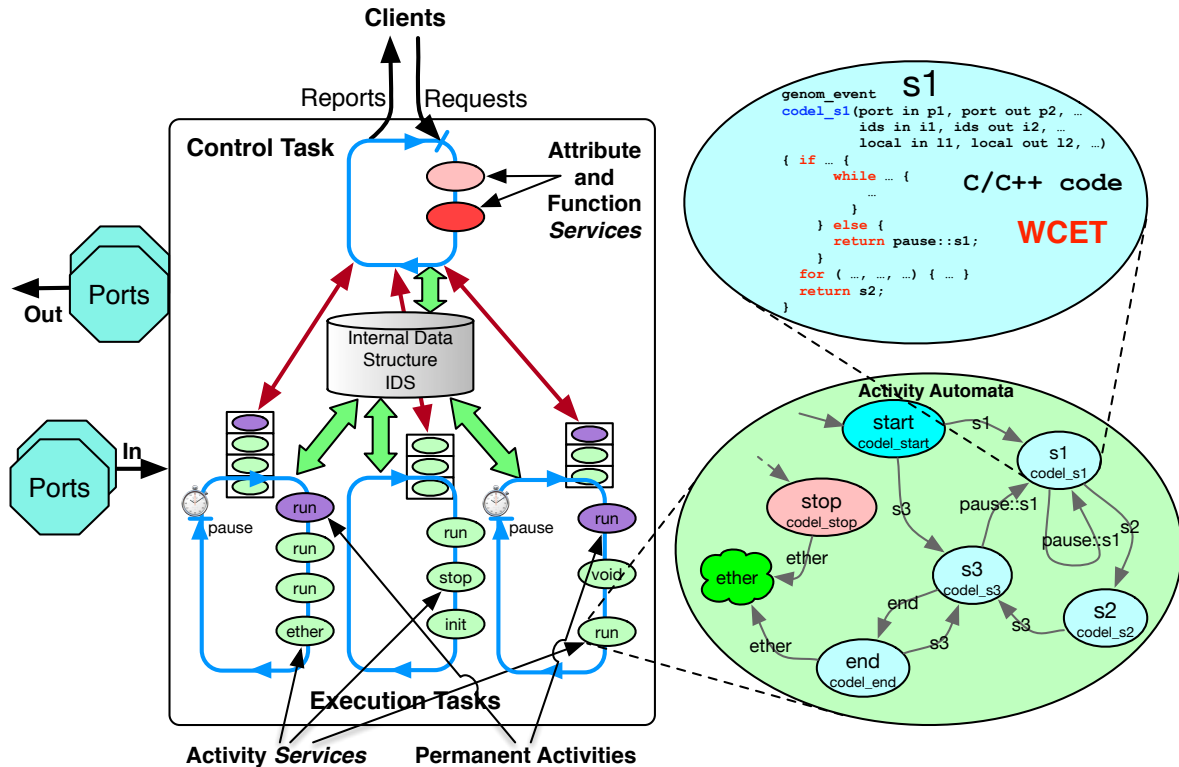 Clients
Reports
Requests
Control Task
Attribute
and
Function
Services
Ports
Out
Internal Data
Structure
IDS
Ports
In
pause
run
run
run
ether
run
stop
init
pause
run
void
run
Execution Tasks
Activity Services
Permanent Activities
s1
genom_event
codel_s1(port in p1, port out p2, …
ids in i1, ids out i2, …
local in l1, local out l2, …)
{ if … {
while … {
…
}
} else {
return pause::s1;
}
for ( …, …, …) { … }
return s2;
}
C/C++ code
WCET
Activity Automata
start
codel_start
s1
s1
codel_s1
stop
codel_stop
s3
pause::s1
pause::s1
s2
ether
ether
s3
codel_s3
end
s3
s2
codel_s2
ether
s3
end
codel_end